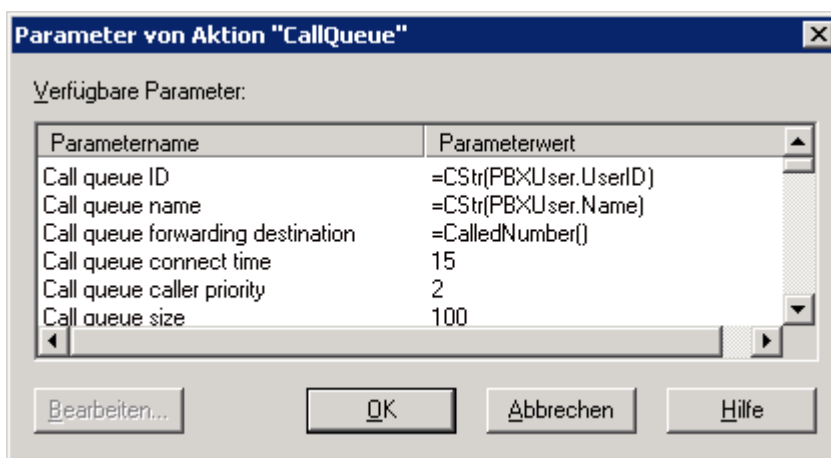 Parameter von Aktion "CallQueue"
Verfügbare Parameter:
Parametername Parameterwert
Call queue ID =CStr(PBXUser.UserID)
Call queue name =CStr(PBXUser.Name)
Call queue forwarding destination =CalledNumber()
Call queue connect time 15
Call queue caller priority 2
Call queue size 100
Bearbeiten... OK Abbrechen Hilfe